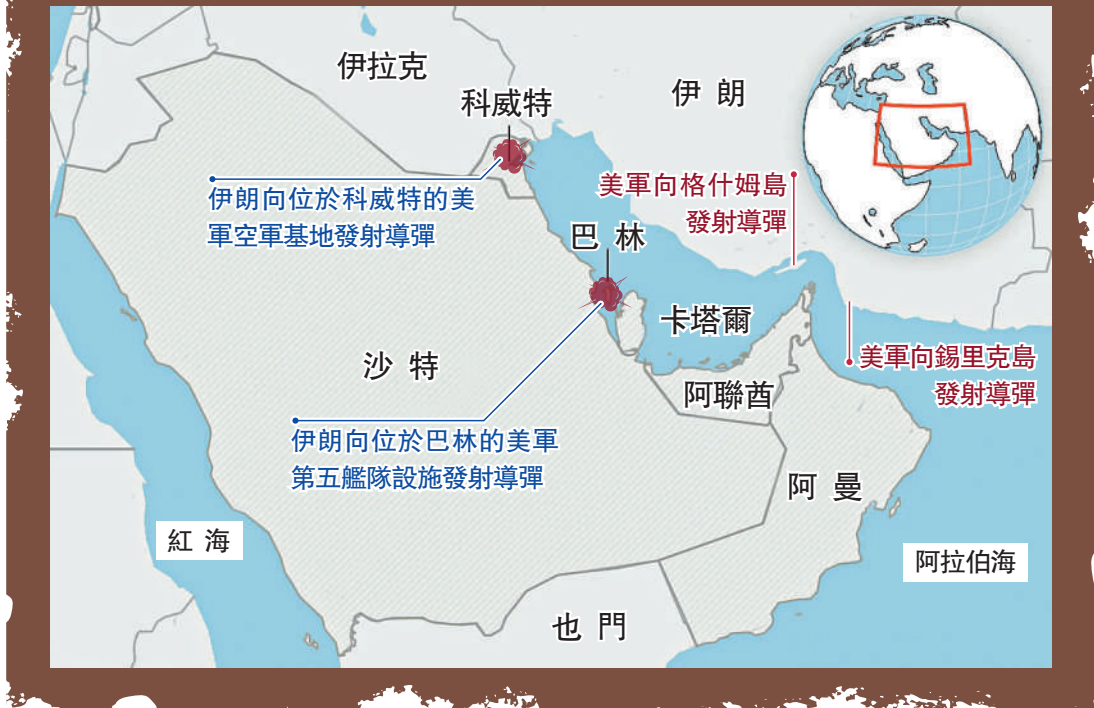 伊拉克
伊朗
科威特
伊朗向位於科威特的美
軍空軍基地發射導彈
美軍向格什姆島
發射導彈
巴林
卡塔爾
沙特
美軍向錫里克島
發射導彈
阿聯酋
伊朗向位於巴林的美軍
第五艦隊設施發射導彈
阿曼
紅海
阿拉伯海
也門